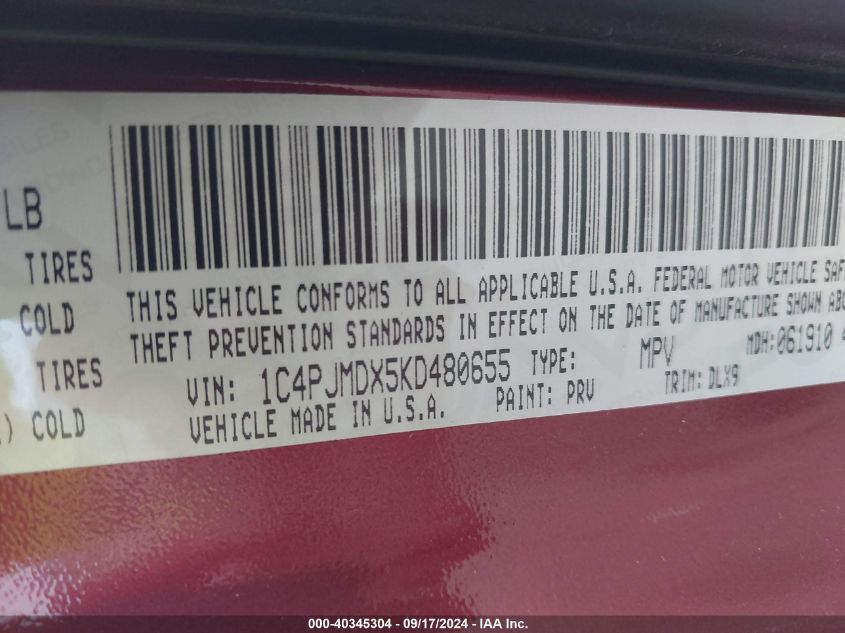 LB
TIRES
COLD
TIRES
) COLD
THIS VEHICLE CONFORMS TO ALL APPLICABLE U.S.A. FEDERAL MOTOR VEHICLE SAF
THEFT PREVENTION STANDARDS IN EFFECT ON THE DATE OF MANUFACTURE SHOWN ABO
VIN: 1C4PJMDX5KD480655 TYPE: MPV MDH:061910 4
VEHICLE MADE IN U.S.A. PAINT: PRV TRIM: DLX9
000-40345304 - 09/17/2024 - IAA Inc.